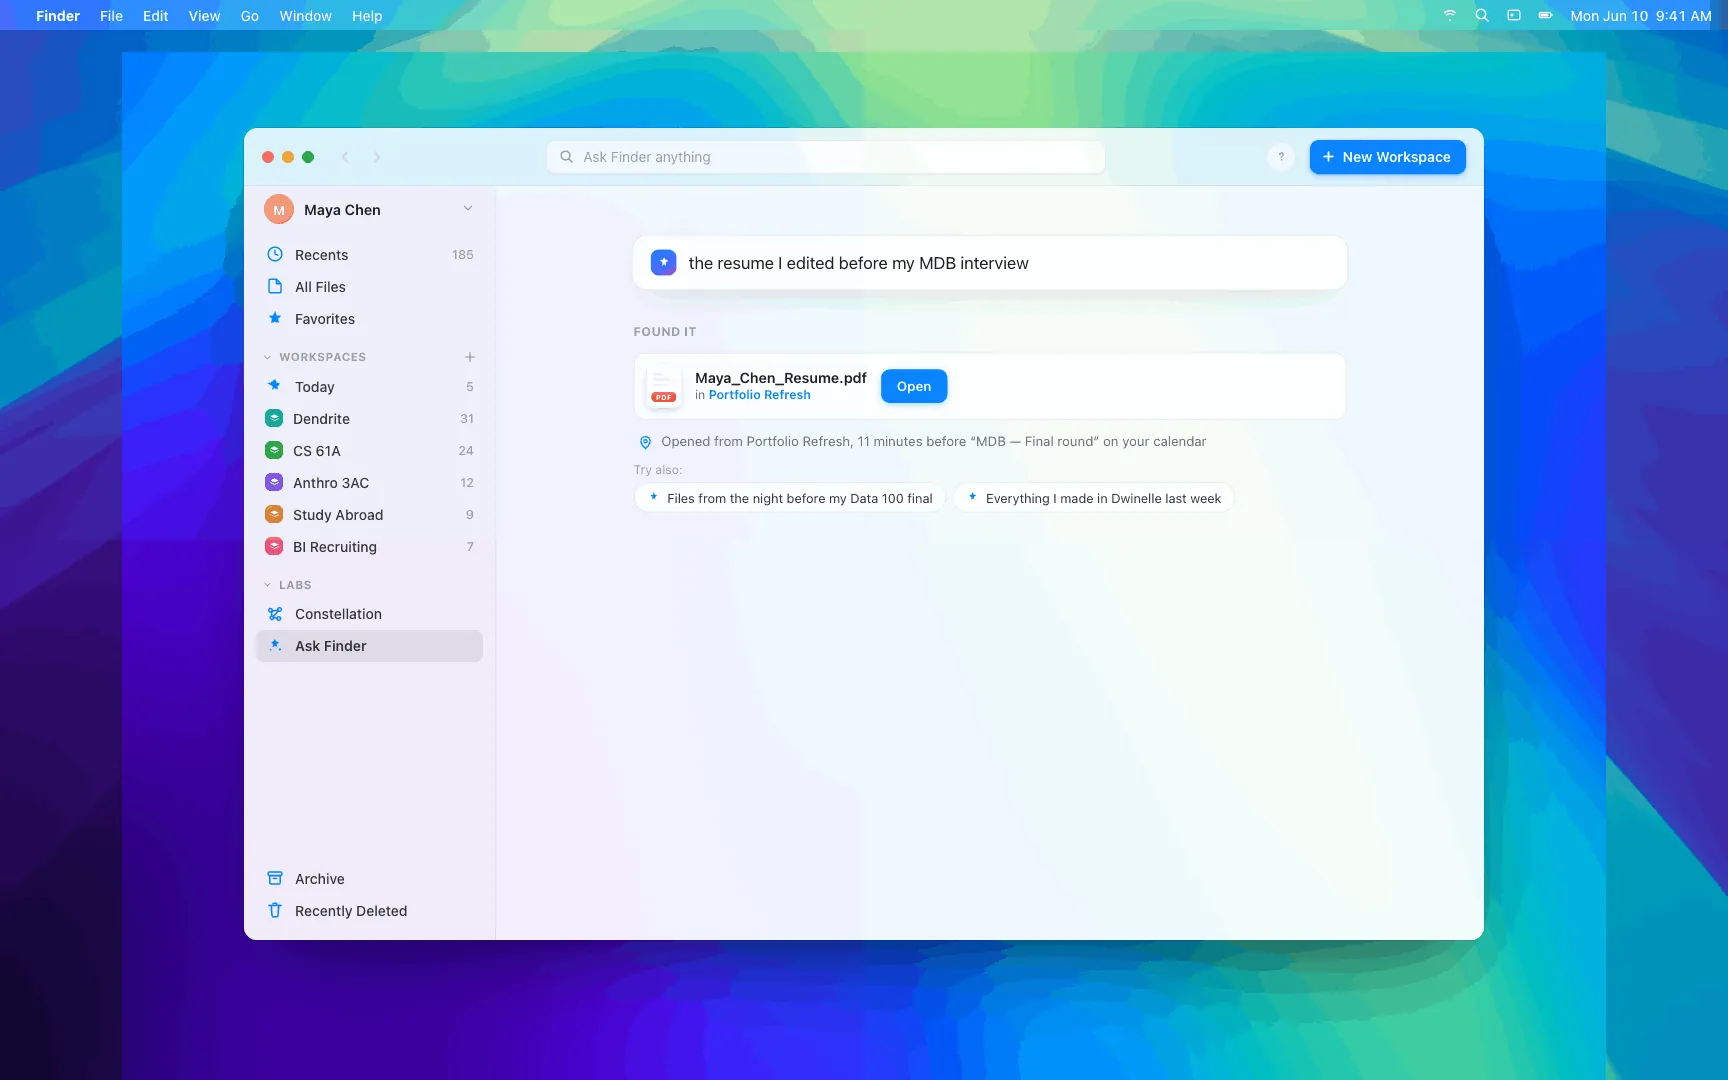 Finder File Edit View Go Window Help Mon Jun 10 9:41 AM
Ask Finder anything
?
+ New Workspace
M Maya Chen
Recents 185
All Files
Favorites
WORKSPACES +
Today 5
Dendrite 31
CS 61A 24
Anthro 3AC 12
Study Abroad 9
BI Recruiting 7
LABS
Constellation
Ask Finder
Archive
Recently Deleted
the resume I edited before my MDB interview
FOUND IT
PDF
Maya_Chen_Resume.pdf
in Portfolio Refresh
Open
Opened from Portfolio Refresh, 11 minutes before “MDB — Final round” on your calendar
Try also:
Files from the night before my Data 100 final
Everything I made in Dwinelle last week